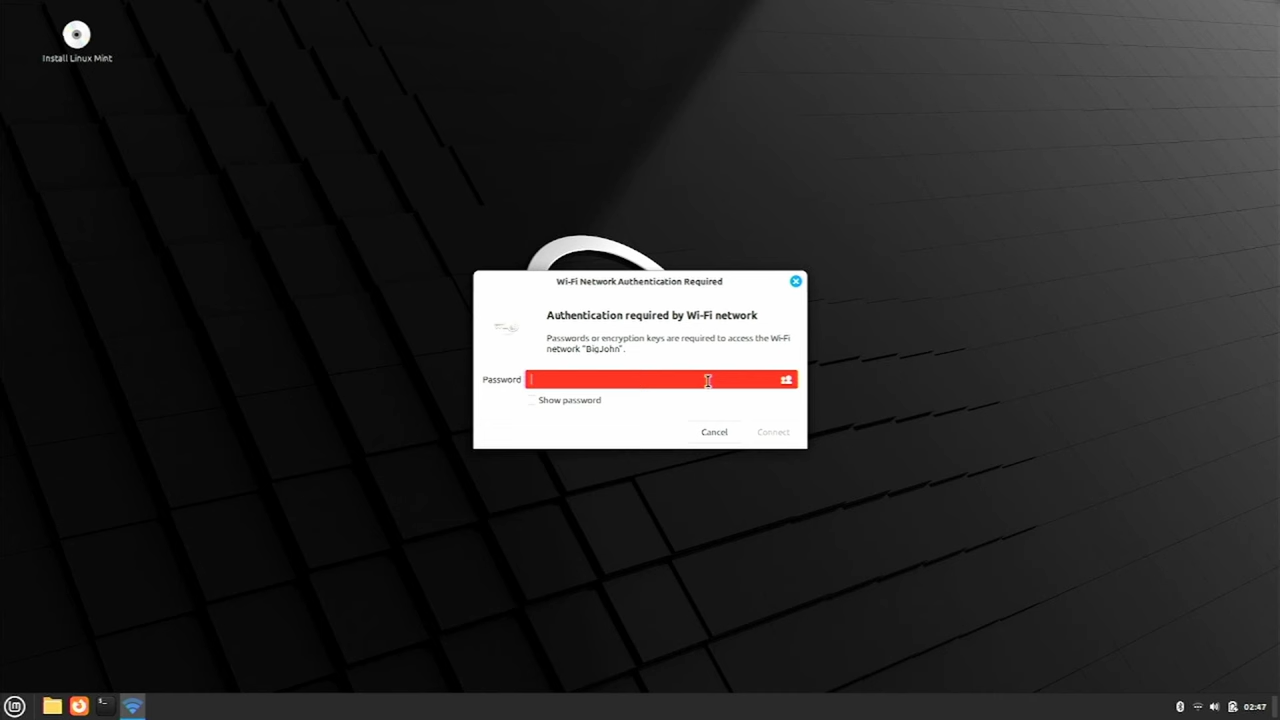 Install Linux Mint
Wi-Fi Network Authentication Required
Authentication required by Wi-Fi network
Passwords or encryption keys are required to access the Wi-Fi
network "BigJohn".
Password
Show password
Cancel
Connect
02:47